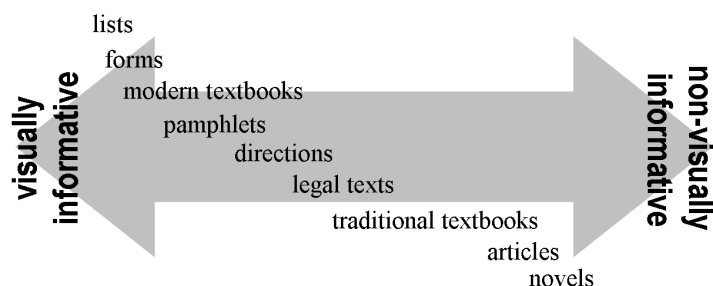 lists
forms
modern textbooks
pamphlets
directions
legal texts
traditional textbooks
articles
novels
visually
informative
non-visually
informative